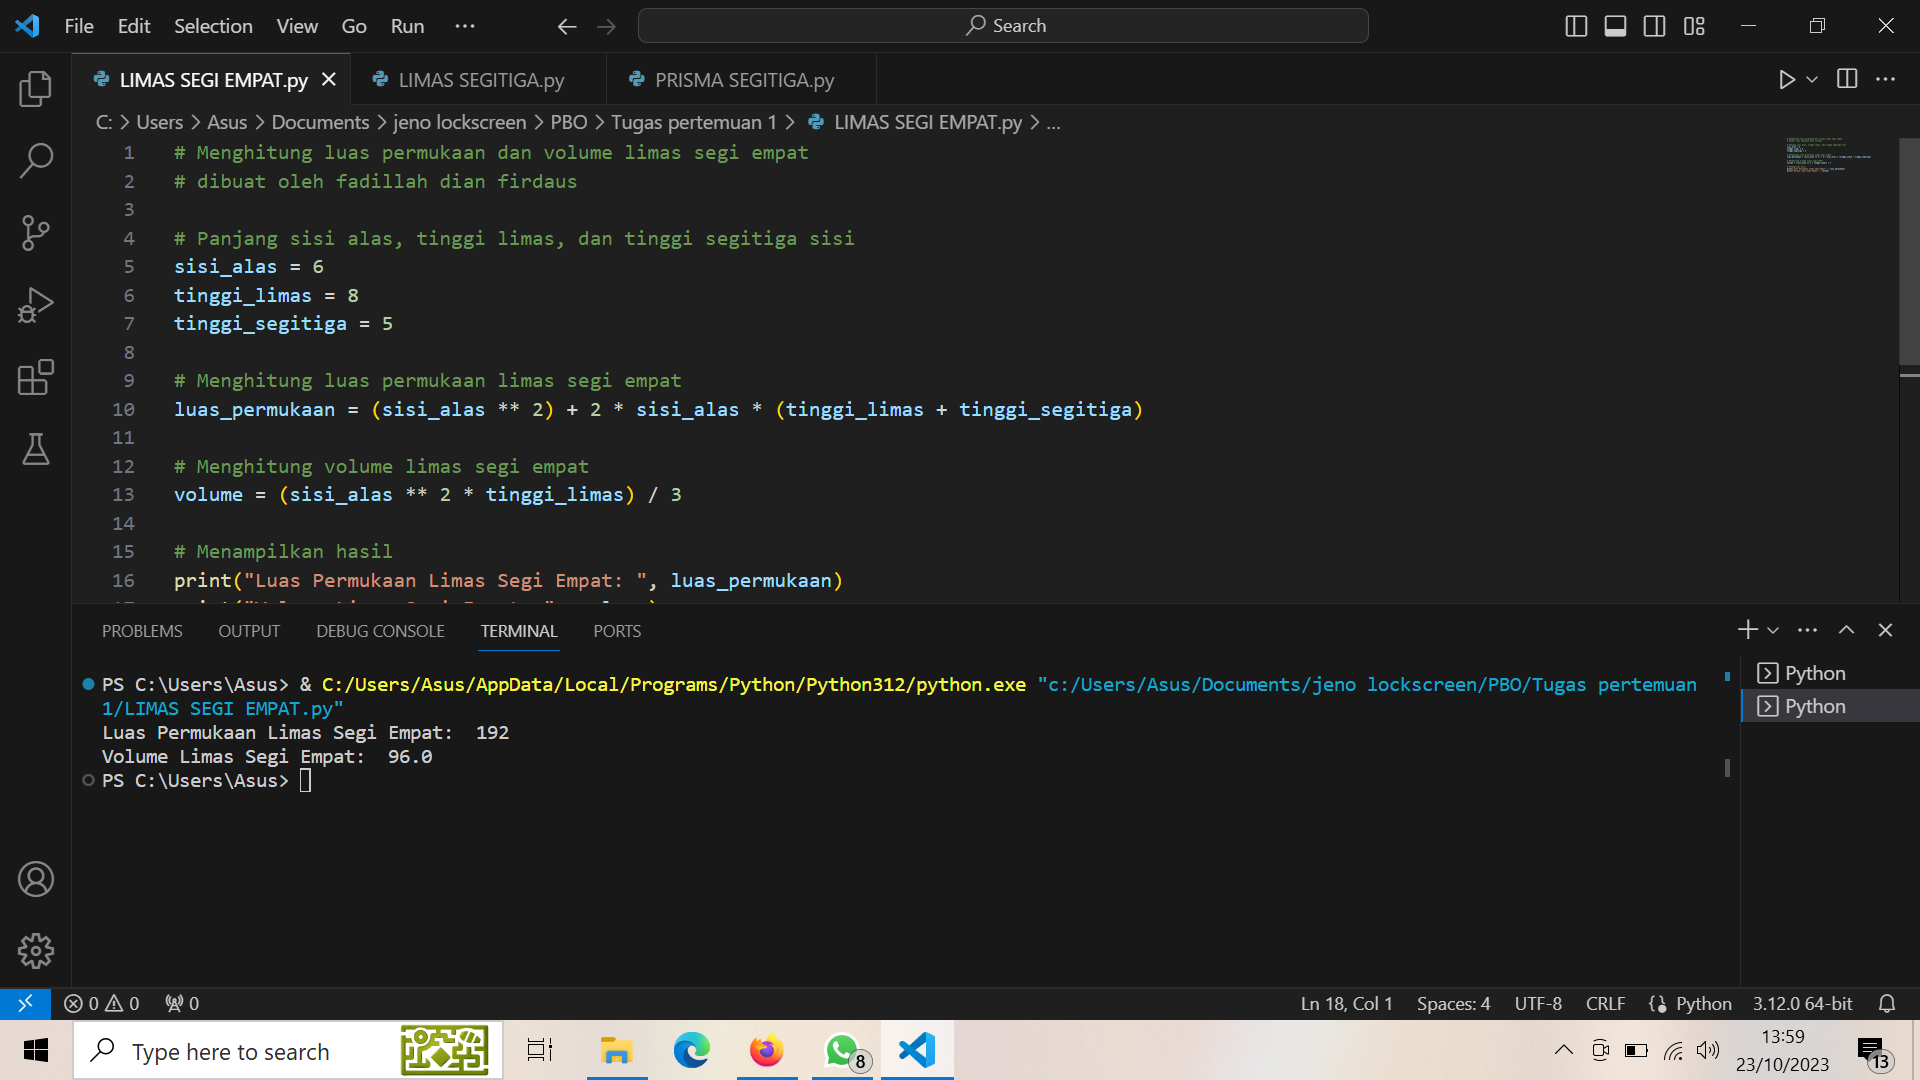 File Edit Selection View Go Run ··· Search
LIMAS SEGI EMPAT.py LIMAS SEGITIGA.py PRISMA SEGITIGA.py
C: > Users > Asus > Documents > jeno lockscreen > PBO > Tugas pertemuan 1 > LIMAS SEGI EMPAT.py > ...
1 # Menghitung luas permukaan dan volume limas segi empat
2 # dibuat oleh fadillah dian firdaus
3
4 # Panjang sisi alas, tinggi limas, dan tinggi segitiga sisi
5 sisi_alas = 6
6 tinggi_limas = 8
7 tinggi_segitiga = 5
8
9 # Menghitung luas permukaan limas segi empat
10 luas_permukaan = (sisi_alas ** 2) + 2 * sisi_alas * (tinggi_limas + tinggi_segitiga)
11
12 # Menghitung volume limas segi empat
13 volume = (sisi_alas ** 2 * tinggi_limas) / 3
14
15 # Menampilkan hasil
16 print("Luas Permukaan Limas Segi Empat: ", luas_permukaan)
PROBLEMS OUTPUT DEBUG CONSOLE TERMINAL PORTS
PS C:\Users\Asus> & C:/Users/Asus/AppData/Local/Programs/Python/Python312/python.exe "c:/Users/Asus/Documents/jeno lockscreen/PBO/Tugas pertemuan
1/LIMAS SEGI EMPAT.py"
Luas Permukaan Limas Segi Empat:  192
Volume Limas Segi Empat:  96.0
PS C:\Users\Asus>
Python
Python
0 0 0 Ln 18, Col 1 Spaces: 4 UTF-8 CRLF {} Python 3.12.0 64-bit
Type here to search
8
13:59
23/10/2023
13